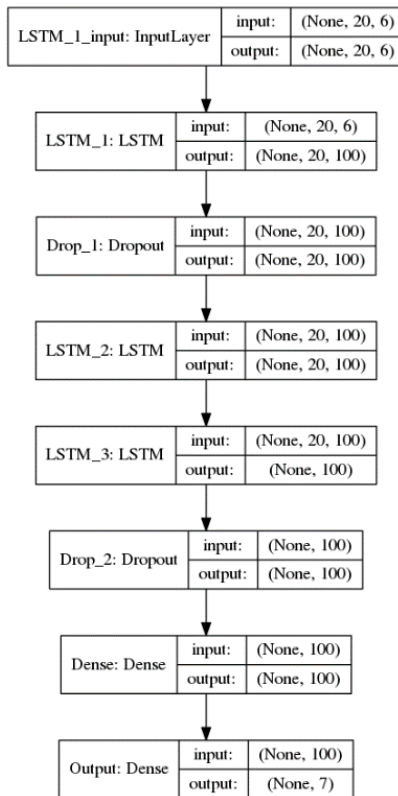 LSTM_1_input: InputLayer
input: (None, 20, 6)
output: (None, 20, 6)
LSTM_1: LSTM
input: (None, 20, 6)
output: (None, 20, 100)
Drop_1: Dropout
input: (None, 20, 100)
output: (None, 20, 100)
LSTM_2: LSTM
input: (None, 20, 100)
output: (None, 20, 100)
LSTM_3: LSTM
input: (None, 20, 100)
output: (None, 100)
Drop_2: Dropout
input: (None, 100)
output: (None, 100)
Dense: Dense
input: (None, 100)
output: (None, 100)
Output: Dense
input: (None, 100)
output: (None, 7)